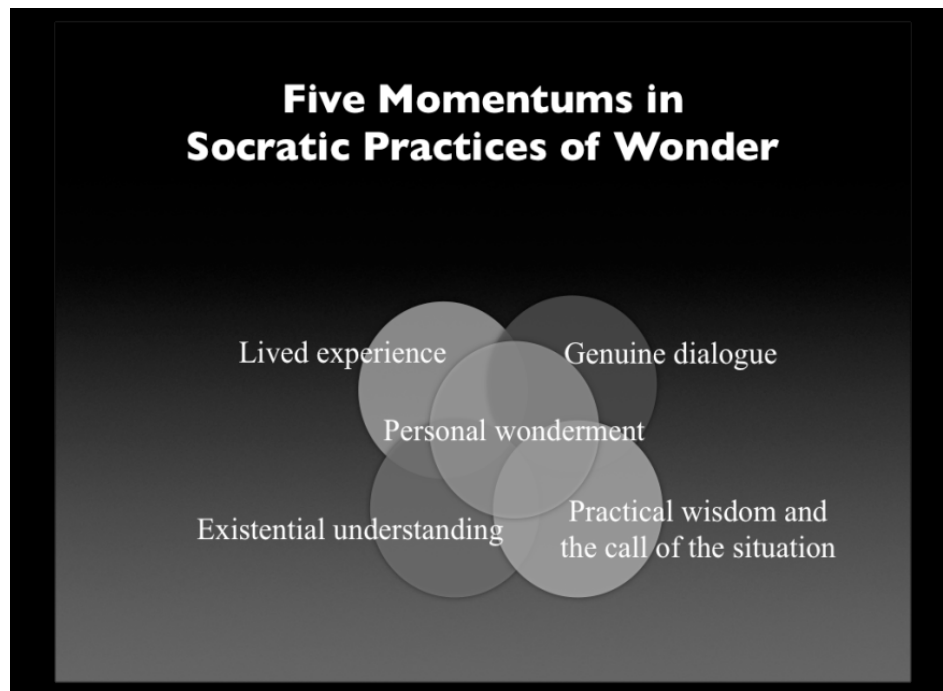 Five Momentums in
Socratic Practices of Wonder
Lived experience
Genuine dialogue
Personal wonderment
Existential understanding
Practical wisdom and
the call of the situation